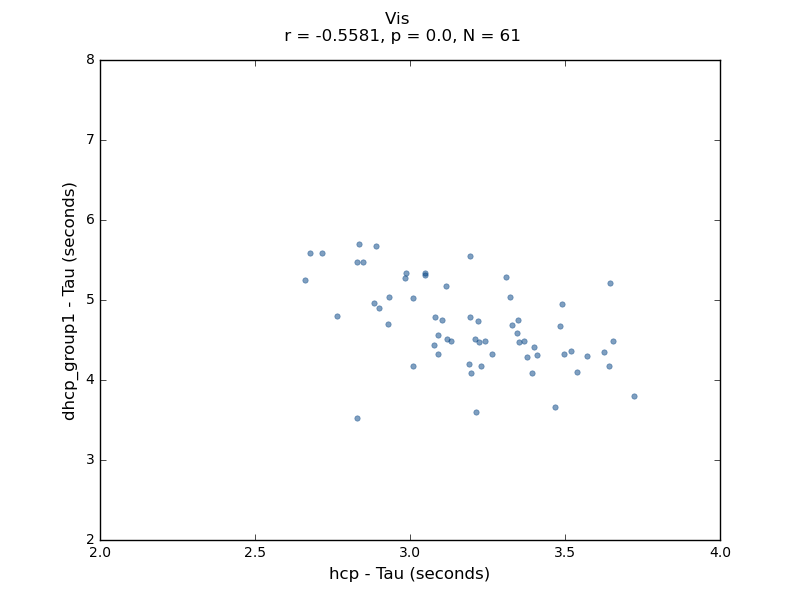 Vis
r = -0.5581, p = 0.0, N = 61
8
7
6
5
4
3
2
dhcp_group1 - Tau (seconds)
2.0 2.5 3.0 3.5 4.0
hcp - Tau (seconds)